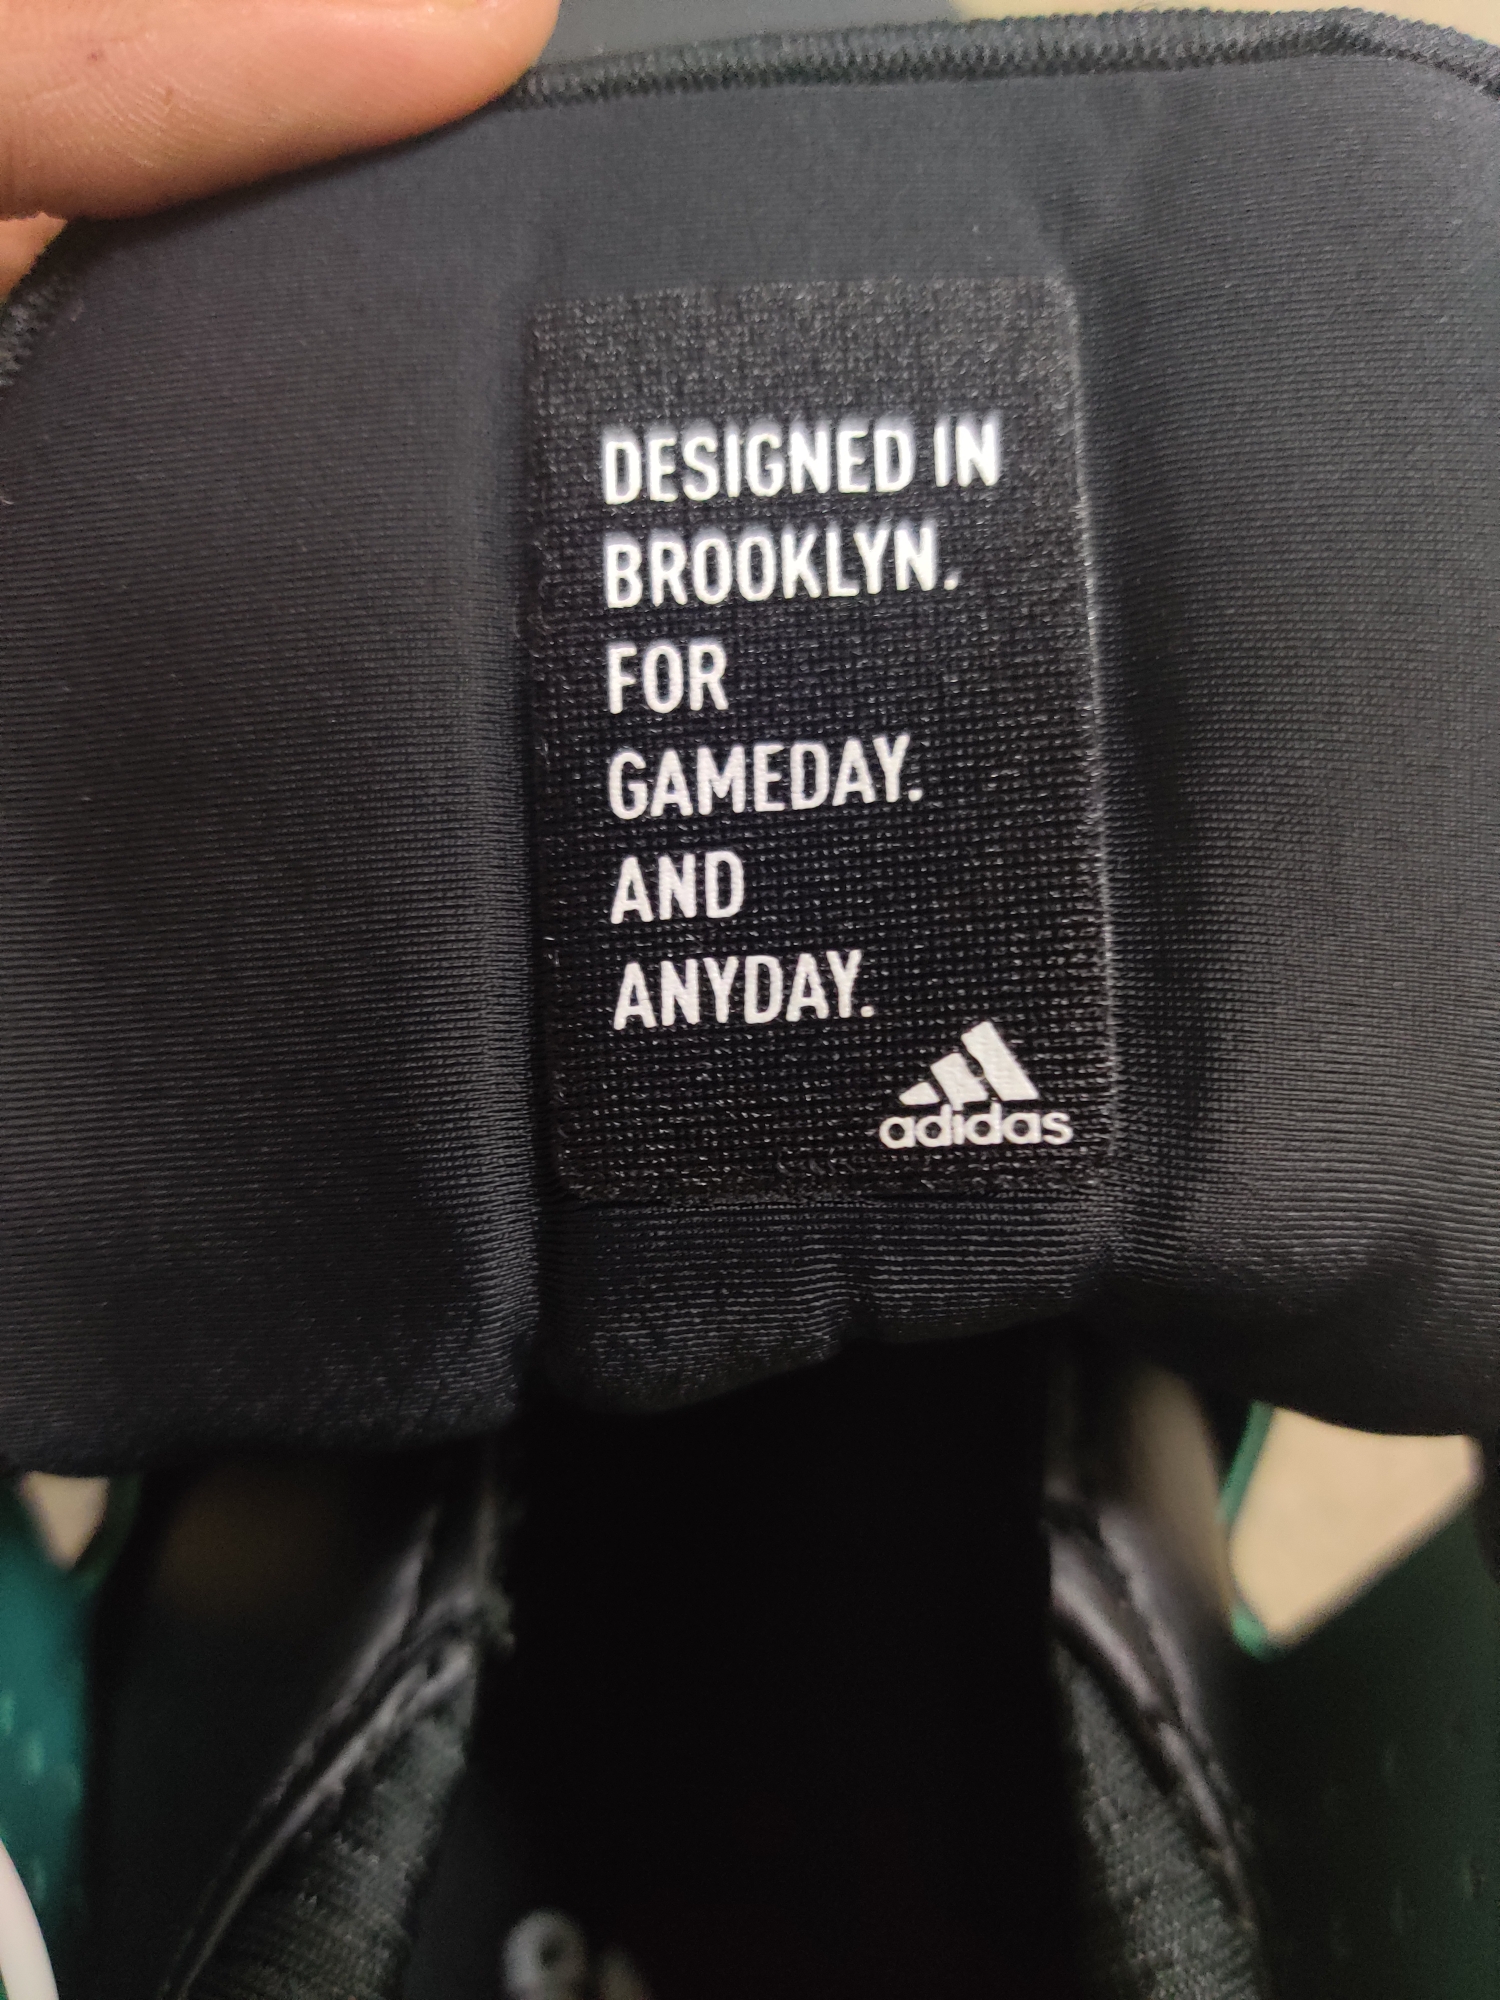 DESIGNED IN
BROOKLYN.
FOR
GAMEDAY.
AND
ANYDAY.
adidas